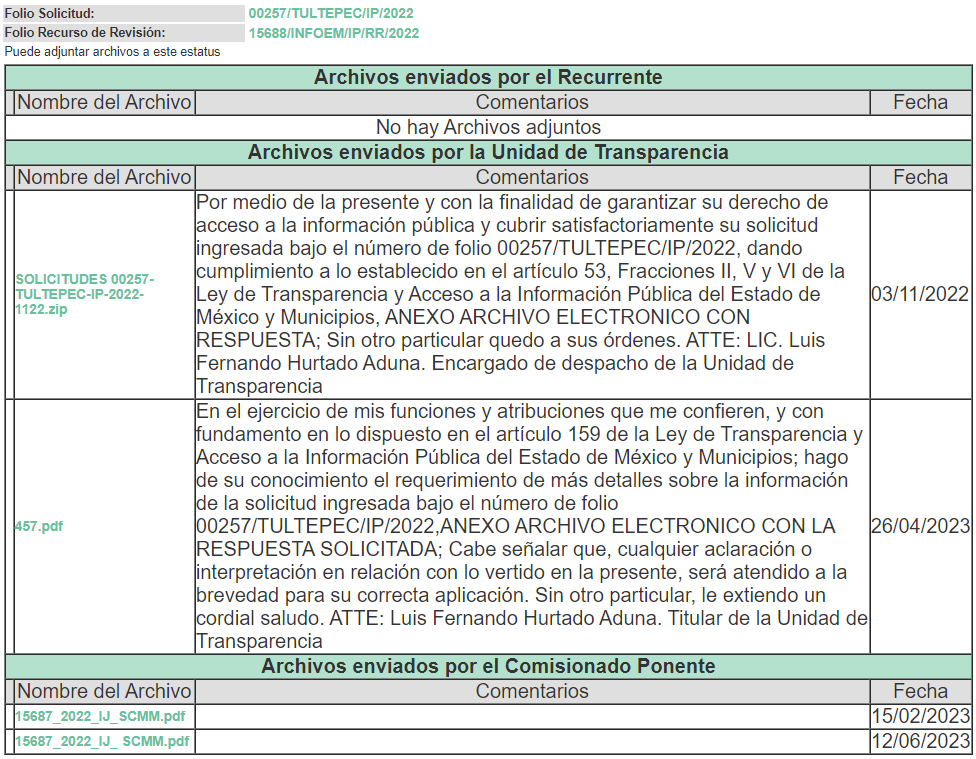 Folio Solicitud: 00257/TULTEPEC/IP/2022
Folio Recurso de Revisión: 15688/INFOEM/IP/RR/2022
Puede adjuntar archivos a este estatus
Archivos enviados por el Recurrente
Nombre del Archivo Comentarios Fecha
No hay Archivos adjuntos
Archivos enviados por la Unidad de Transparencia
Nombre del Archivo Comentarios Fecha
SOLICITUDES 00257-
TULTEPEC-IP-2022-
1122.zip
Por medio de la presente y con la finalidad de garantizar su derecho de
acceso a la información pública y cubrir satisfactoriamente su solicitud
ingresada bajo el número de folio 00257/TULTEPEC/IP/2022, dando
cumplimiento a lo establecido en el artículo 53, Fracciones II, V y VI de la
Ley de Transparencia y Acceso a la Información Pública del Estado de
México y Municipios, ANEXO ARCHIVO ELECTRONICO CON
RESPUESTA; Sin otro particular quedo a sus órdenes. ATTE: LIC. Luis
Fernando Hurtado Aduna. Encargado de despacho de la Unidad de
Transparencia
03/11/2022
457.pdf
En el ejercicio de mis funciones y atribuciones que me confieren, y con
fundamento en lo dispuesto en el artículo 159 de la Ley de Transparencia y
Acceso a la Información Pública del Estado de México y Municipios; hago
de su conocimiento el requerimiento de más detalles sobre la información
de la solicitud ingresada bajo el número de folio
00257/TULTEPEC/IP/2022,ANEXO ARCHIVO ELECTRONICO CON LA
RESPUESTA SOLICITADA; Cabe señalar que, cualquier aclaración o
interpretación en relación con lo vertido en la presente, será atendido a la
brevedad para su correcta aplicación. Sin otro particular, le extiendo un
cordial saludo. ATTE: Luis Fernando Hurtado Aduna. Titular de la Unidad de
Transparencia
26/04/2023
Archivos enviados por el Comisionado Ponente
Nombre del Archivo Comentarios Fecha
15687_2022_IJ_SCMM.pdf 15/02/2023
15687_2022_IJ_ SCMM.pdf 12/06/2023